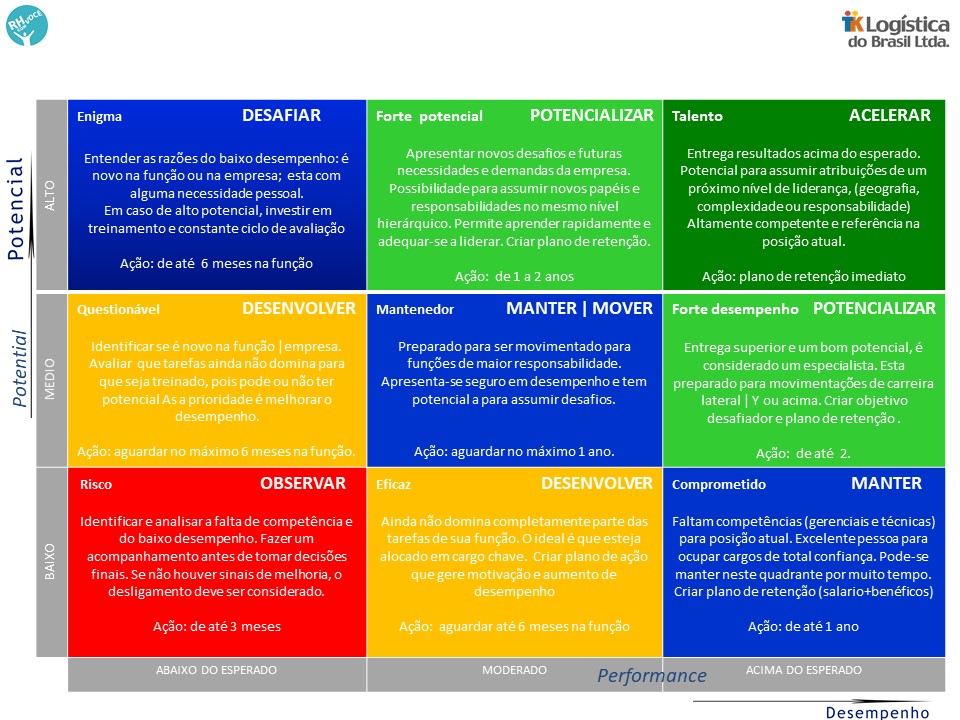 RH COM VOCÊ
TK Logística
do Brasil Ltda.
Potencial
Potential
ALTO
Enigma DESAFIAR
Entender as razões do baixo desempenho: é
novo na função ou na empresa; esta com
alguma necessidade pessoal.
Em caso de alto potencial, investir em
treinamento e constante ciclo de avaliação
Ação: de até 6 meses na função
Forte potencial POTENCIALIZAR
Apresentar novos desafios e futuras
necessidades e demandas da empresa.
Possibilidade para assumir novos papéis e
responsabilidades no mesmo nível
hierárquico. Permite aprender rapidamente e
adequar-se a liderar. Criar plano de retenção.
Ação: de 1 a 2 anos
Talento ACELERAR
Entrega resultados acima do esperado.
Potencial para assumir atribuições de um
próximo nível de liderança, (geografia,
complexidade ou responsabilidade)
Altamente competente e referência na
posição atual.
Ação: plano de retenção imediato
MEDIO
Questionável DESENVOLVER
Identificar se é novo na função |empresa.
Avaliar que tarefas ainda não domina para
que seja treinado, pois pode ou não ter
potencial As a prioridade é melhorar o
desempenho.
Ação: aguardar no máximo 6 meses na função.
Mantenedor MANTER | MOVER
Preparado para ser movimentado para
funções de maior responsabilidade.
Apresenta-se seguro em desempenho e tem
potencial a para assumir desafios.
Ação: aguardar no máximo 1 ano.
Forte desempenho POTENCIALIZAR
Entrega superior e um bom potencial, é
considerado um especialista. Esta
preparado para movimentações de carreira
lateral | Y ou acima. Criar objetivo
desafiador e plano de retenção .
Ação: de até 2.
BAIXO
Risco OBSERVAR
Identificar e analisar a falta de competência e
do baixo desempenho. Fazer um
acompanhamento antes de tomar decisões
finais. Se não houver sinais de melhoria, o
desligamento deve ser considerado.
Ação: de até 3 meses
Eficaz DESENVOLVER
Ainda não domina completamente parte das
tarefas de sua função. O ideal é que esteja
alocado em cargo chave. Criar plano de ação
que gere motivação e aumento de
desempenho
Ação: aguardar até 6 meses na função
Comprometido MANTER
Faltam competências (gerenciais e técnicas)
para posição atual. Excelente pessoa para
ocupar cargos de total confiança. Pode-se
manter neste quadrante por muito tempo.
Criar plano de retenção (salario+benéficos)
Ação: de até 1 ano
ABAIXO DO ESPERADO
MODERADO
ACIMA DO ESPERADO
Performance
Desempenho